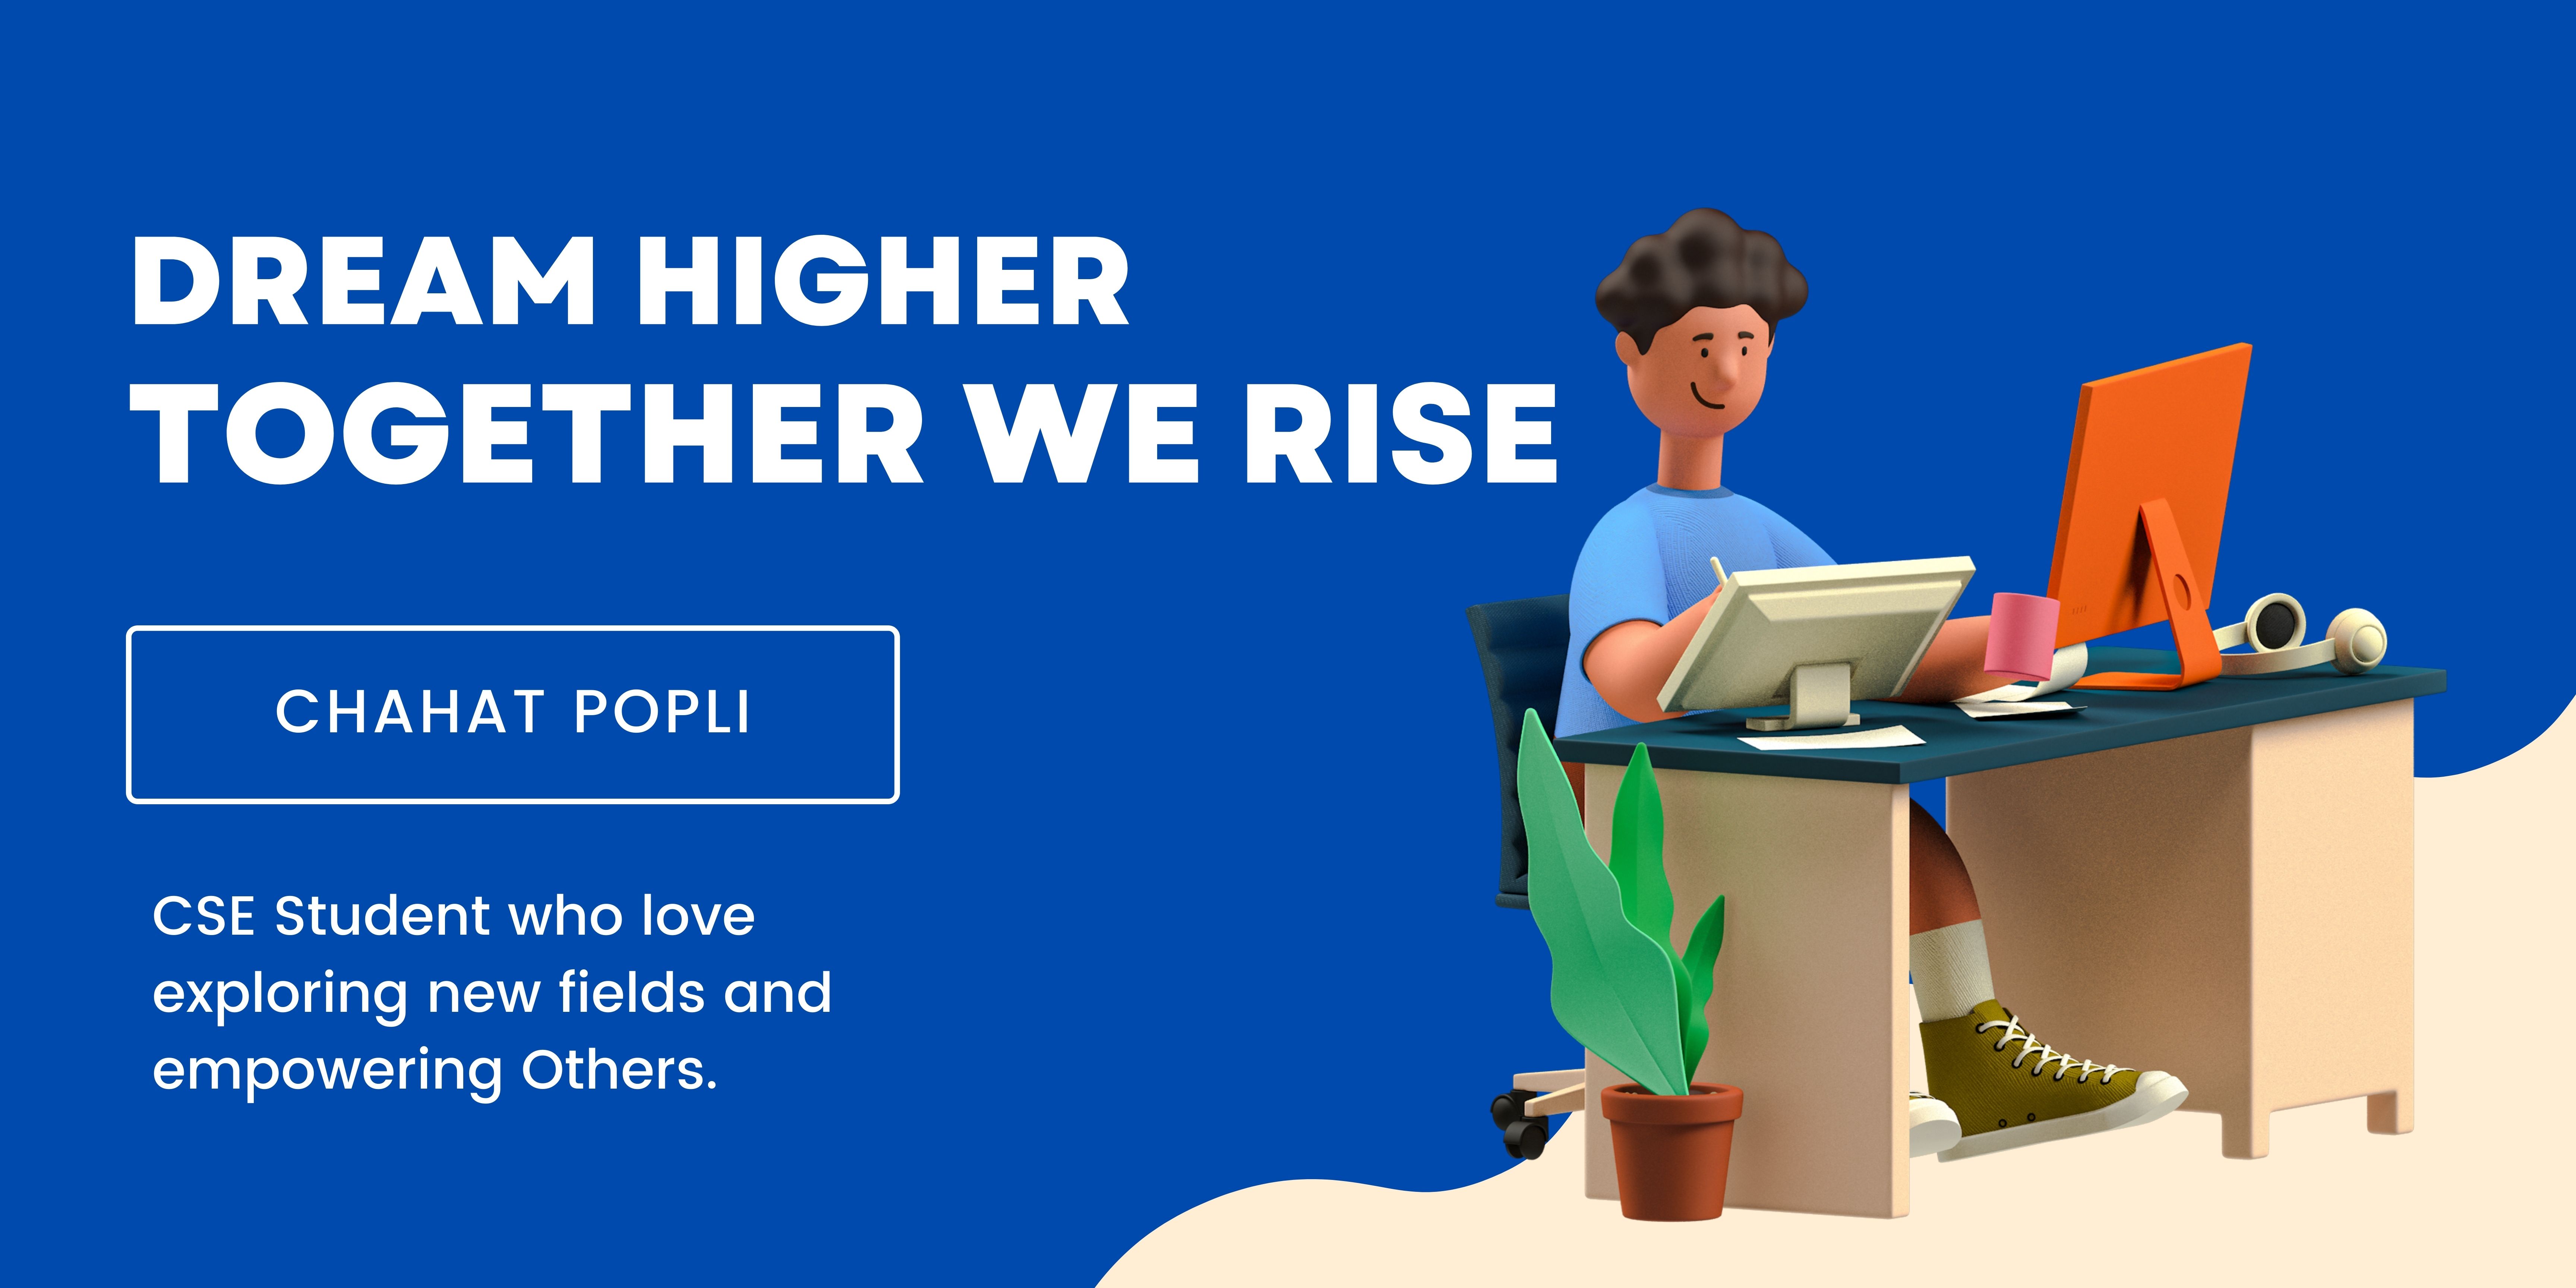 DREAM HIGHER
TOGETHER WE RISE
CHAHAT POPLI
CSE Student who love
exploring new fields and
empowering Others.